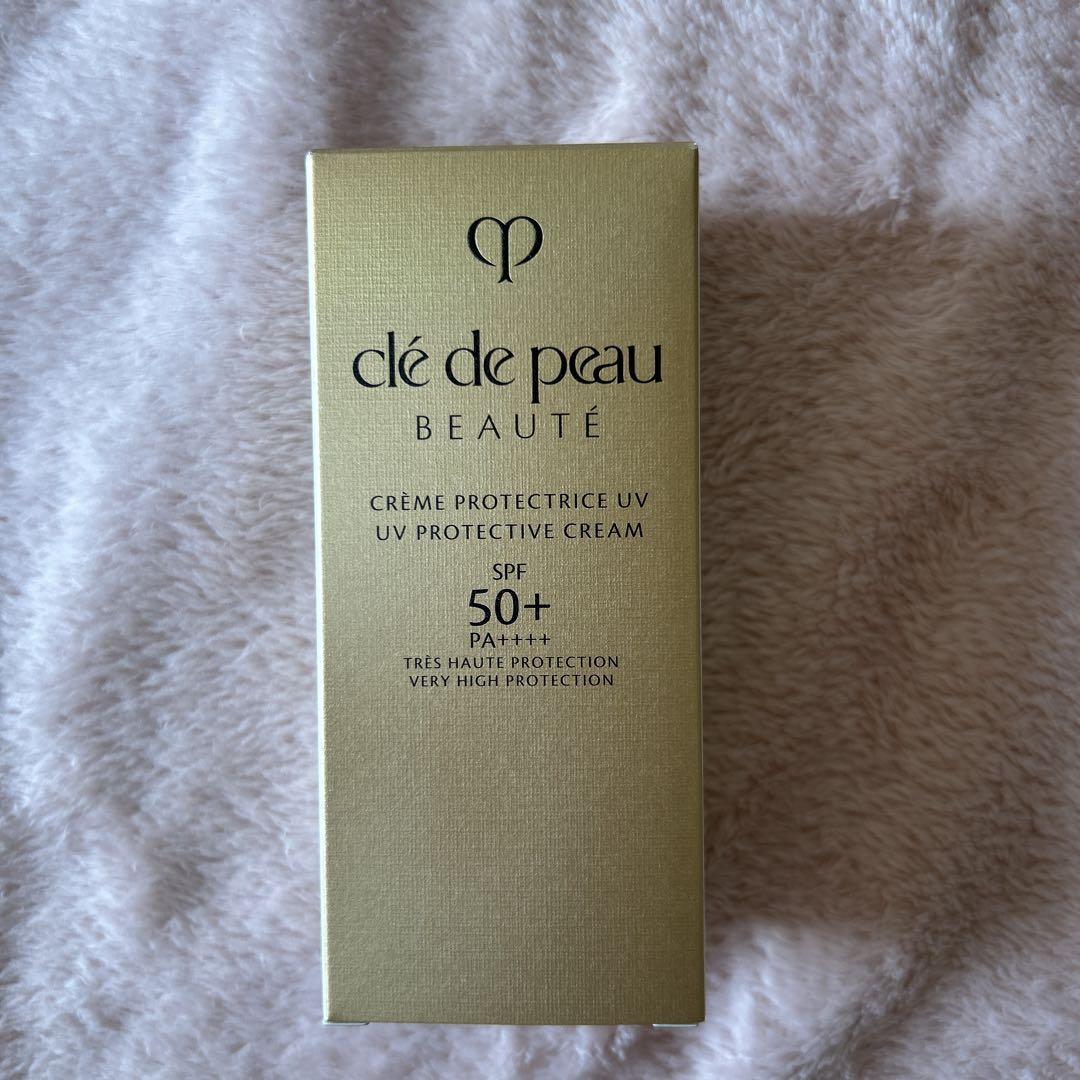 clé de peau
BEAUTÉ
CRÈME PROTECTRICE UV
UV PROTECTIVE CREAM
SPF
50+
PA++++
TRÈS HAUTE PROTECTION
VERY HIGH PROTECTION